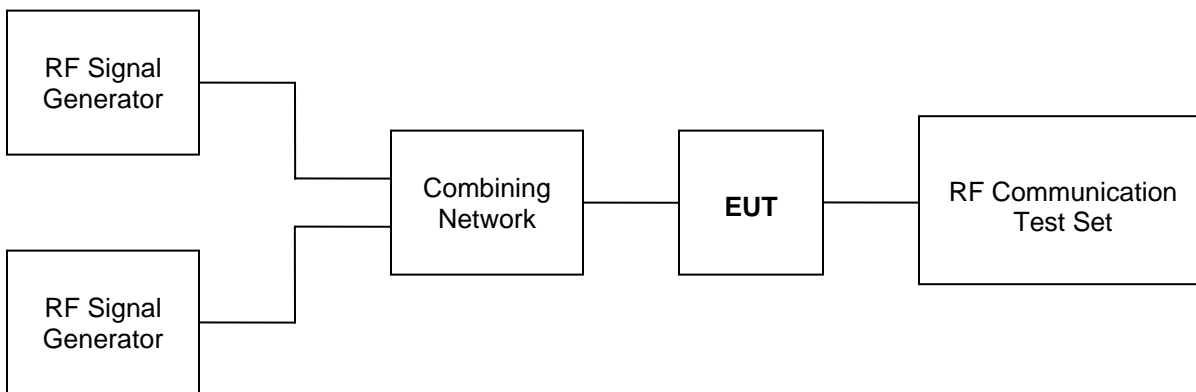 RF Signal
Generator
Combining
Network
EUT
RF Communication
Test Set
RF Signal
Generator